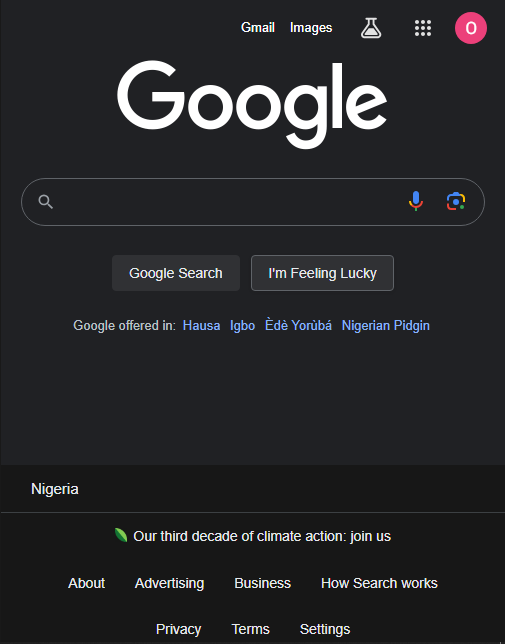 Gmail Images O
Google
Google Search I'm Feeling Lucky
Google offered in: Hausa Igbo Èdè Yorùbá Nigerian Pidgin
Nigeria
Our third decade of climate action: join us
About Advertising Business How Search works
Privacy Terms Settings